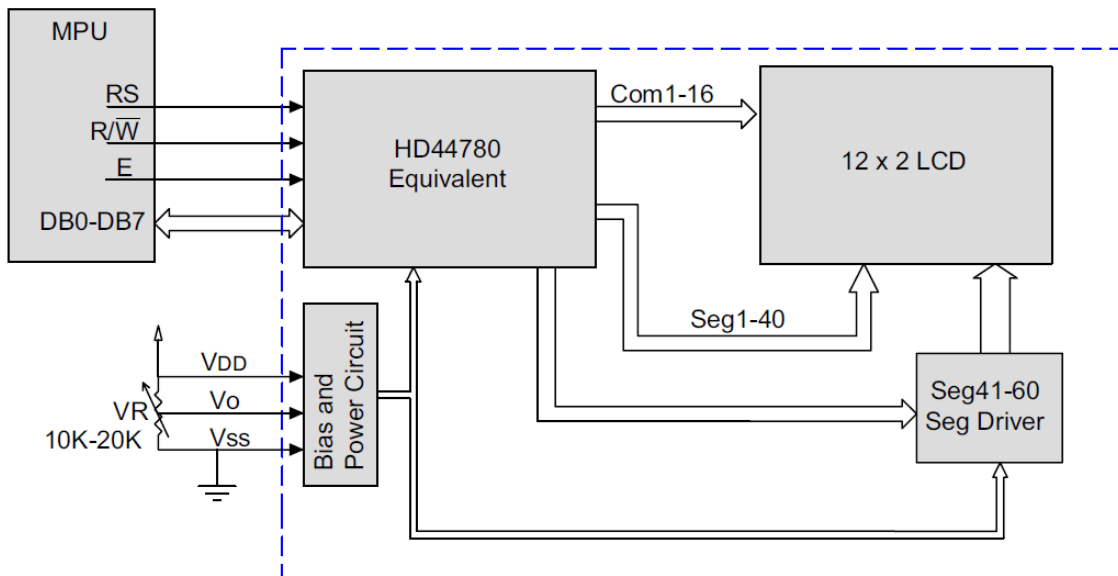 MPU
RS
R/W̅
E
DB0-DB7
HD44780
Equivalent
Com1-16
12 x 2 LCD
Seg1-40
Seg41-60
Seg Driver
Bias and
Power Circuit
VDD
Vo
VSS
VR
10K-20K